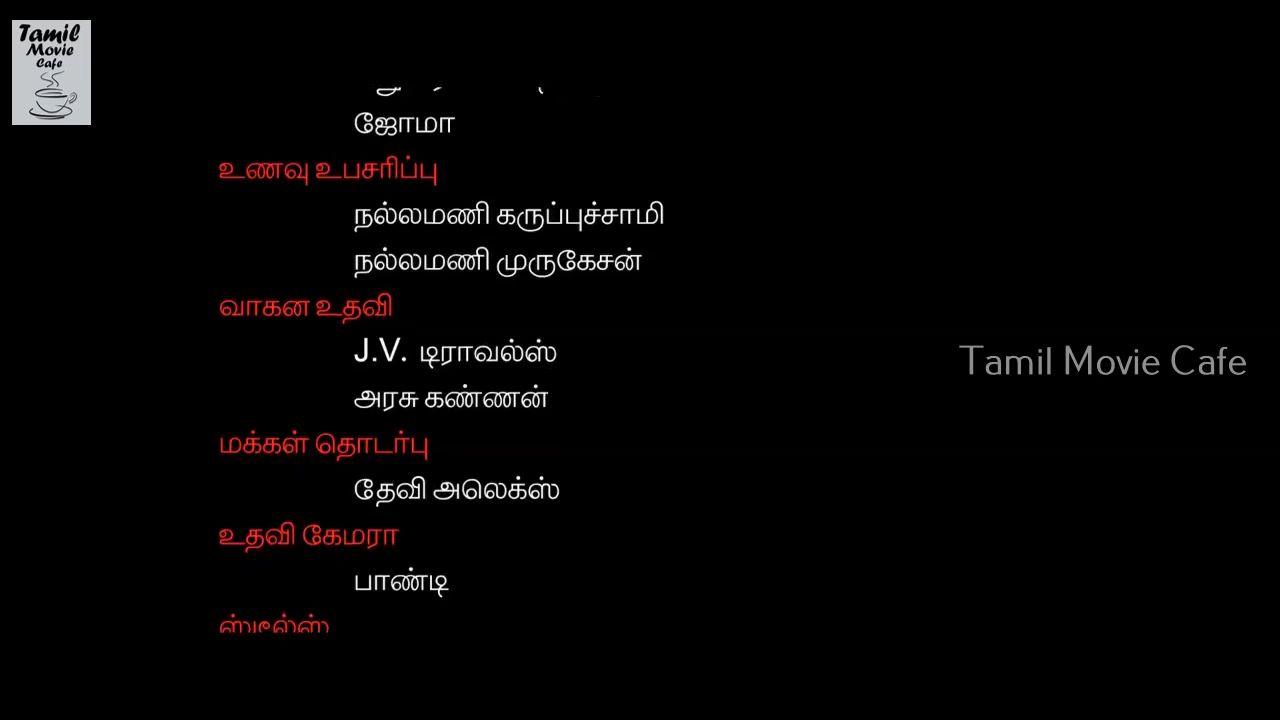 Tamil
Movie
Cafe
ஜோமா
உணவு உபசரிப்பு
நல்லமணி கருப்புச்சாமி
நல்லமணி முருகேசன்
வாகன உதவி
J.V. டிராவல்ஸ்
Tamil Movie Cafe
அரசு கண்ணன்
மக்கள் தொடர்பு
தேவி அலெக்ஸ்
உதவி கேமரா
பாண்டி
ஸ்டீல்ஸ்